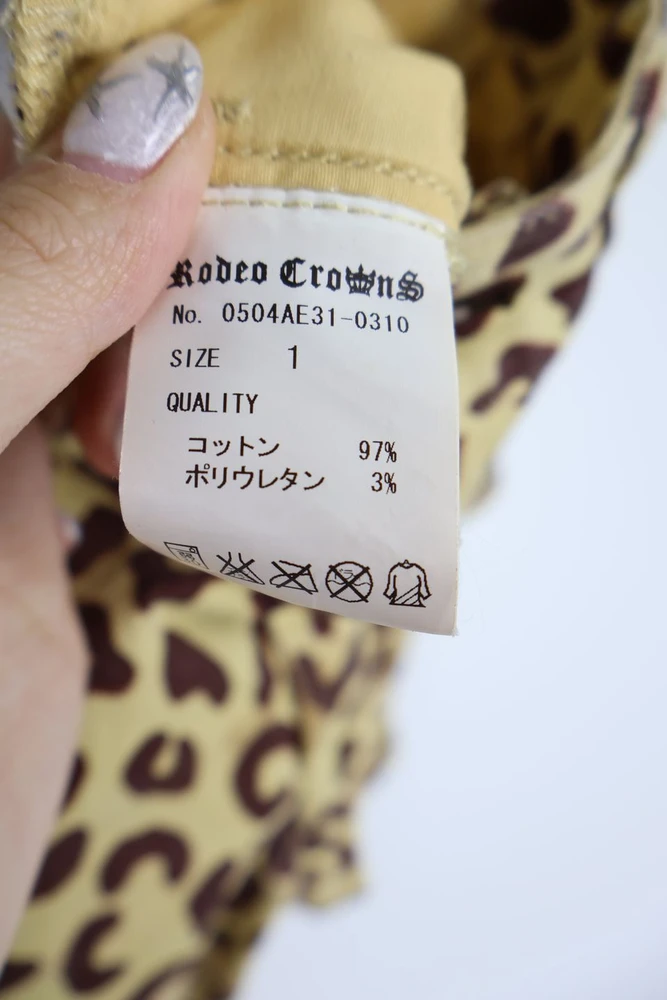 Rodeo Crowns
No. 0504AE31-0310
SIZE 1
QUALITY
コットン 97%
ポリウレタン 3%